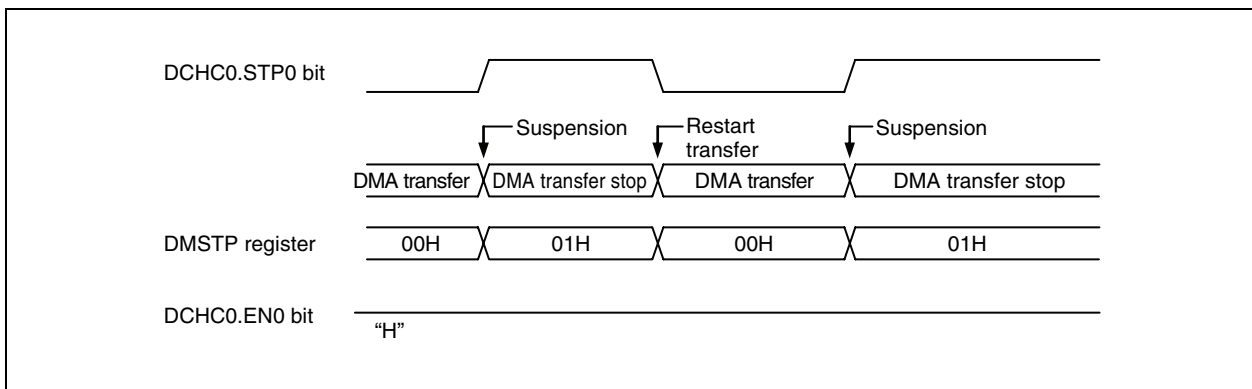 DCHC0.STP0 bit
Suspension
Restart
transfer
Suspension
DMA transfer
DMA transfer stop
DMA transfer
DMA transfer stop
DMSTP register
00H
01H
00H
01H
DCHC0.EN0 bit
“H”